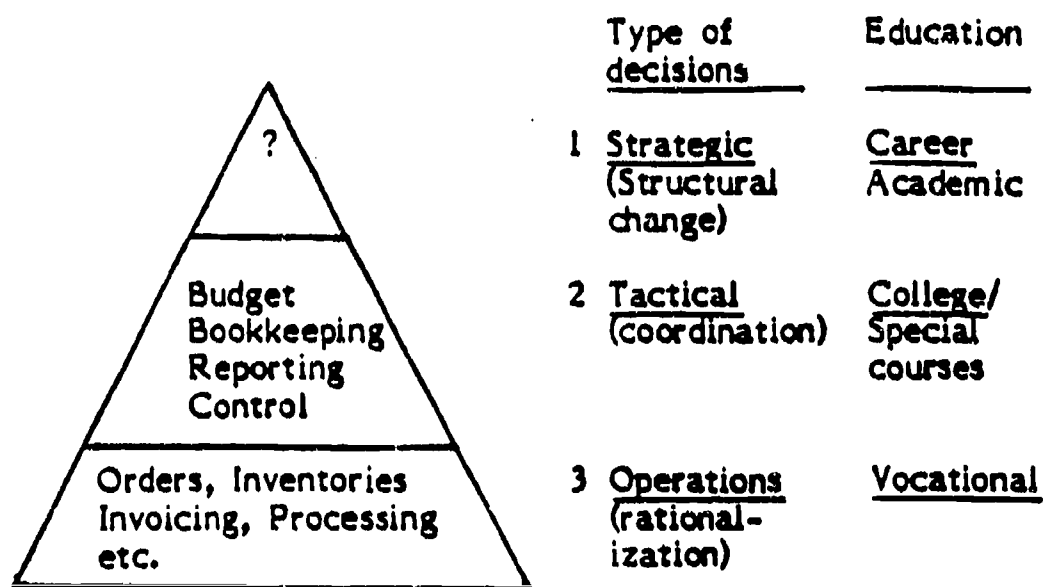 Type of Education
decisions
?
1 Strategic Career
(Structural Academic
change)
Budget
Bookkeeping
Reporting
Control
2 Tactical College/
(coordination) Special
courses
Orders, Inventories
Invoicing, Processing
etc.
3 Operations Vocational
(rational-
ization)